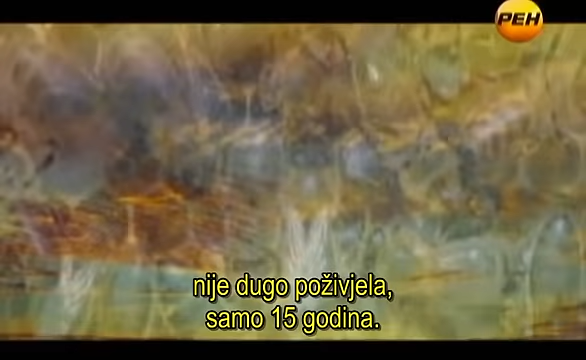 РЕН
nije dugo poživjela,
samo 15 godina.